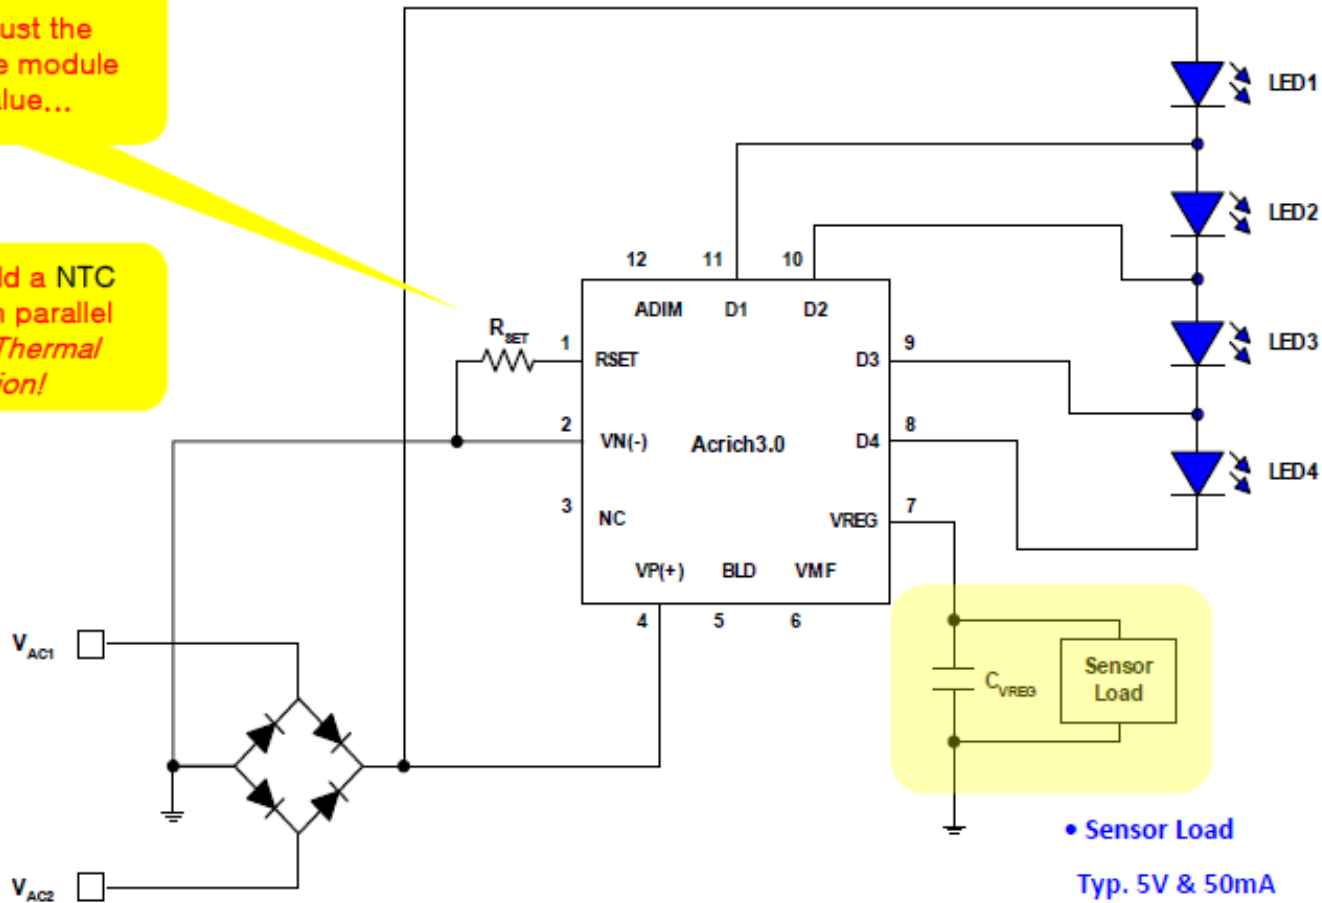 ust the
e module
alue...
ld a NTC
n parallel
Thermal
ion!
LED1
LED2
LED3
LED4
12
11
10
ADIM
D1
D2
RSET
1
RSET
2
VN(-)
3
NC
Acrich3.0
D3
9
D4
8
VREG
7
VP(+)
BLD
VMF
4
5
6
VAC1
VAC2
CVREG
Sensor
Load
• Sensor Load
Typ. 5V & 50mA